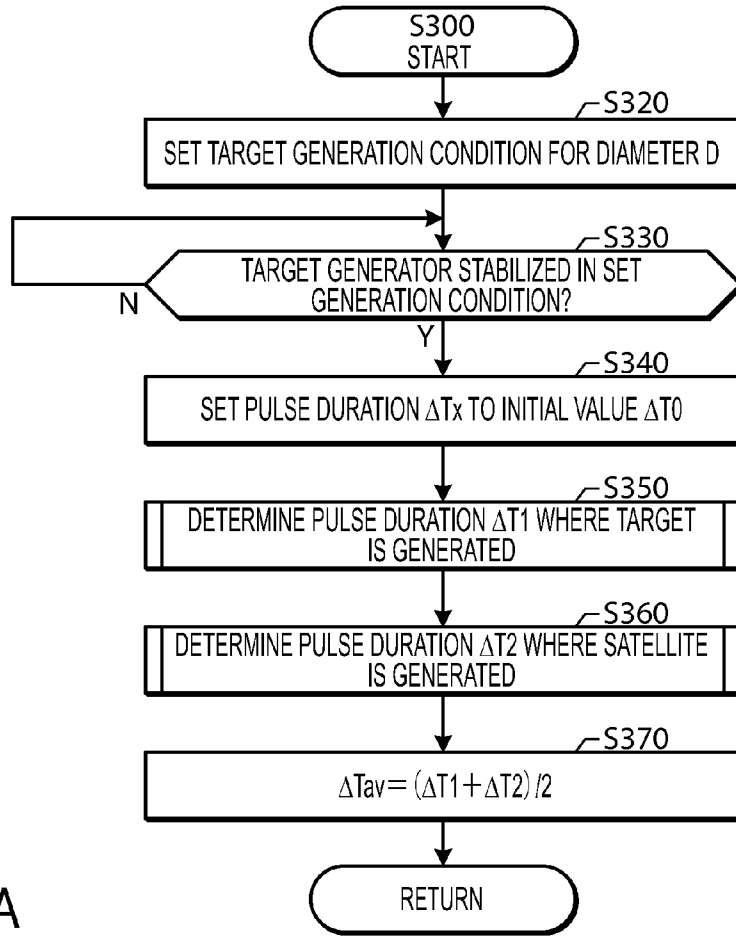 S300
START
S320
SET TARGET GENERATION CONDITION FOR DIAMETER D
S330
TARGET GENERATOR STABILIZED IN SET
GENERATION CONDITION?
N
Y
S340
SET PULSE DURATION ΔTx TO INITIAL VALUE ΔT0
S350
DETERMINE PULSE DURATION ΔT1 WHERE TARGET
IS GENERATED
S360
DETERMINE PULSE DURATION ΔT2 WHERE SATELLITE
IS GENERATED
S370
ΔTav=(ΔT1+ΔT2)/2
RETURN
A